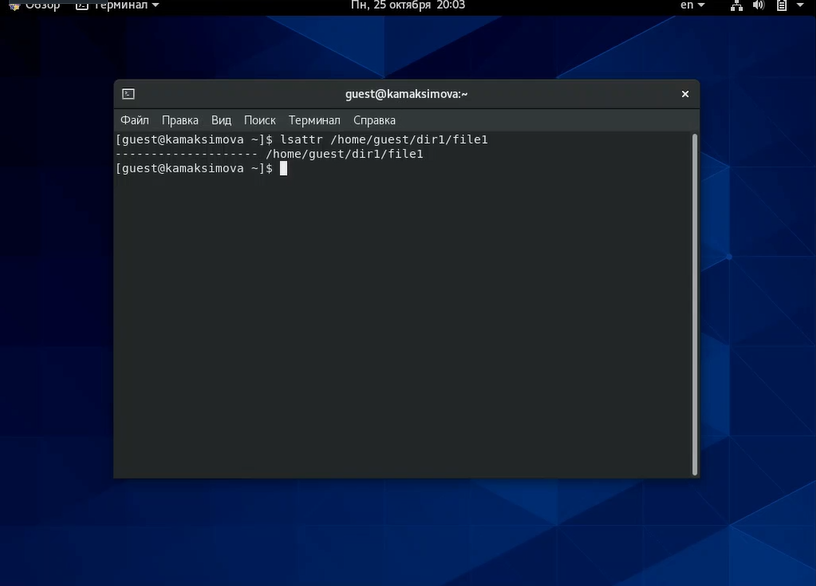 Обзор Терминал Пн, 25 октября 20:03 en
guest@kamaksimova:~
Файл Правка Вид Поиск Терминал Справка
[guest@kamaksimova ~]$ lsattr /home/guest/dir1/file1
-------------------- /home/guest/dir1/file1
[guest@kamaksimova ~]$